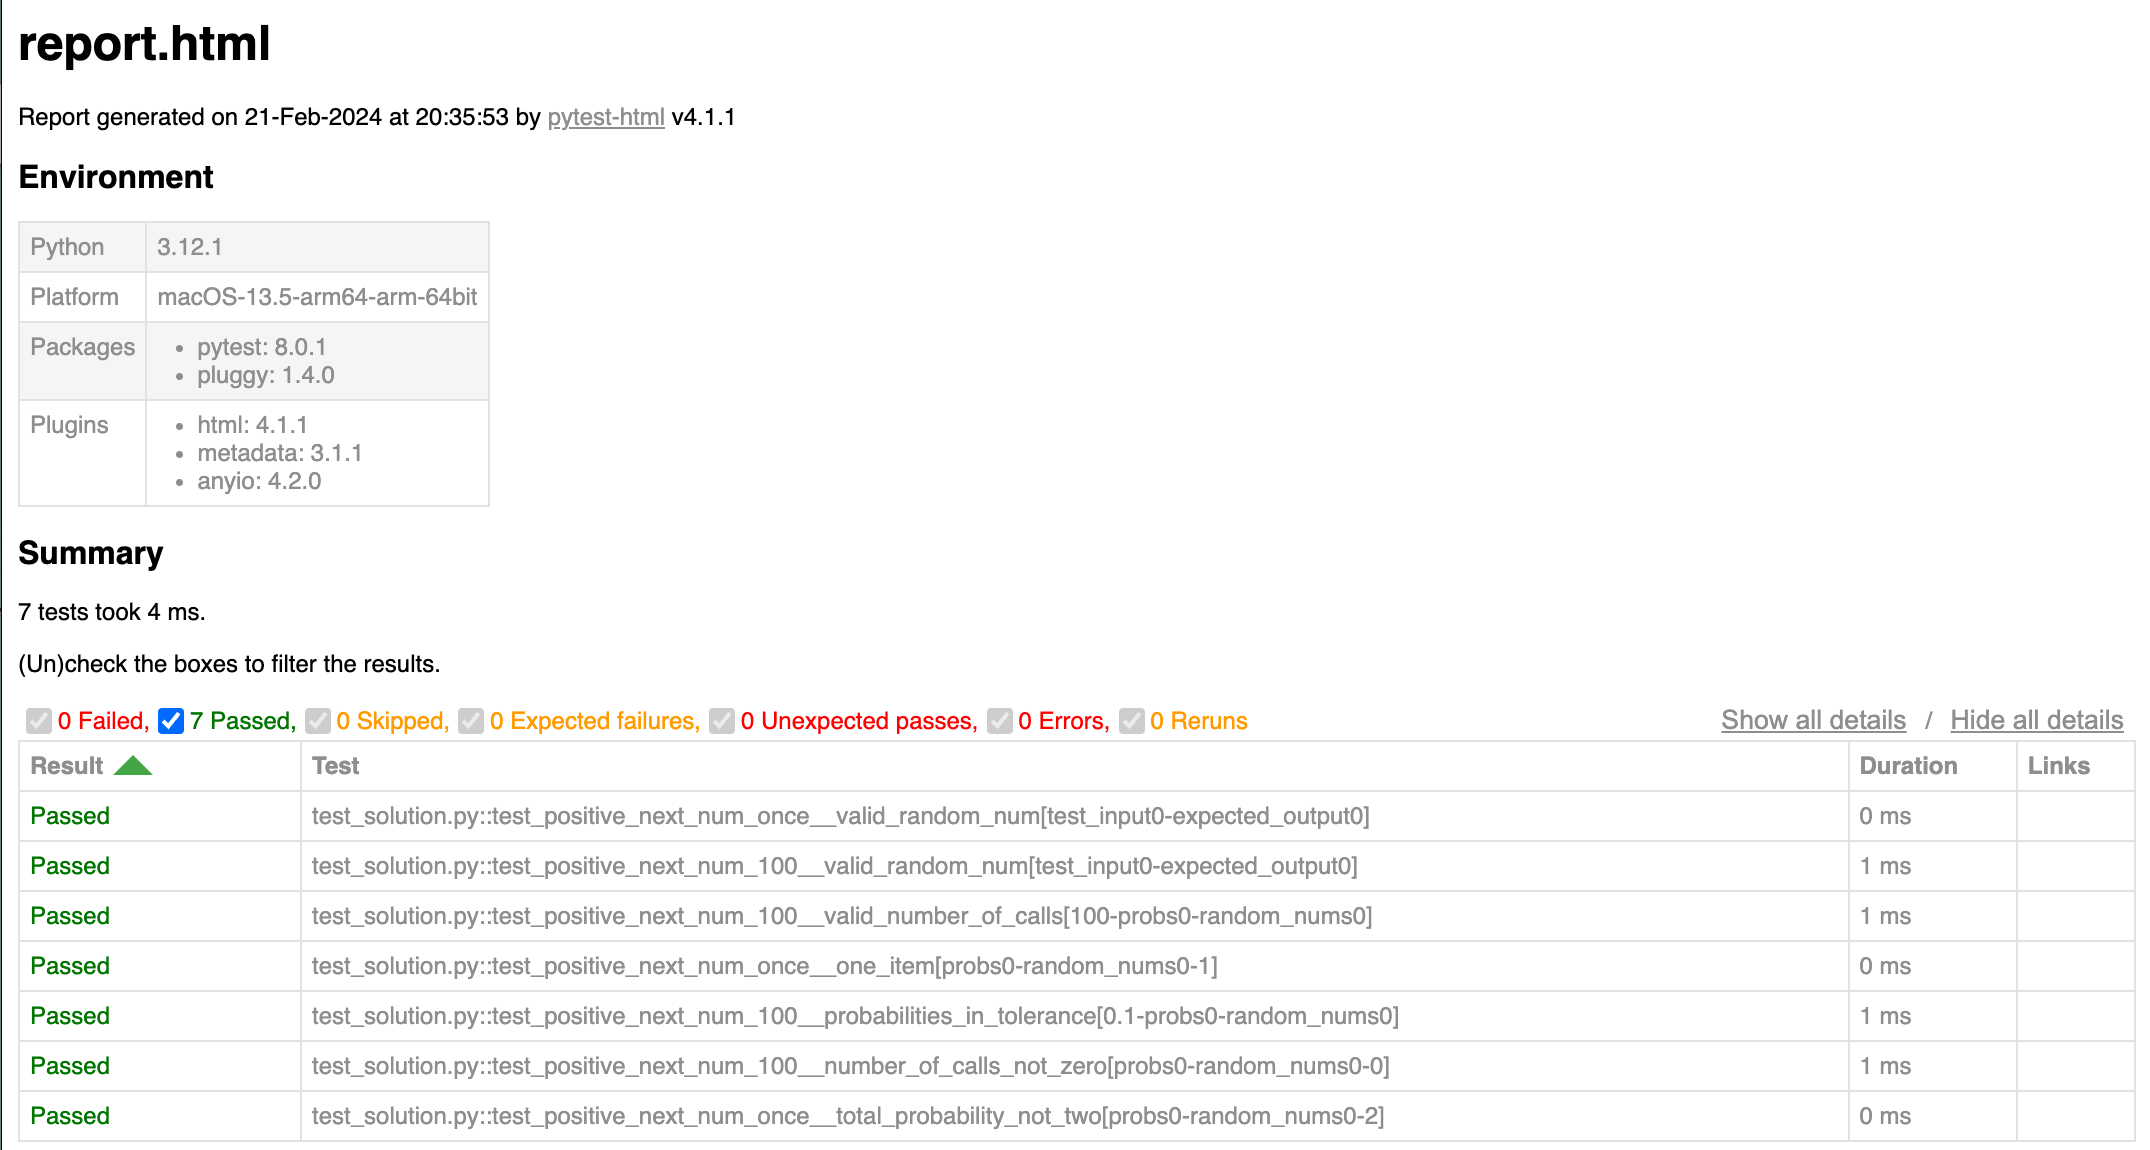 report.html
Report generated on 21-Feb-2024 at 20:35:53 by pytest-html v4.1.1
Environment
Python 3.12.1
Platform macOS-13.5-arm64-arm-64bit
Packages • pytest: 8.0.1
• pluggy: 1.4.0
Plugins • html: 4.1.1
• metadata: 3.1.1
• anyio: 4.2.0
Summary
7 tests took 4 ms.
(Un)check the boxes to filter the results.
0 Failed, 7 Passed, 0 Skipped, 0 Expected failures, 0 Unexpected passes, 0 Errors, 0 Reruns Show all details / Hide all details
Result Test Duration Links
Passed test_solution.py::test_positive_next_num_once__valid_random_num[test_input0-expected_output0] 0 ms
Passed test_solution.py::test_positive_next_num_100__valid_random_num[test_input0-expected_output0] 1 ms
Passed test_solution.py::test_positive_next_num_100__valid_number_of_calls[100-probs0-random_nums0] 1 ms
Passed test_solution.py::test_positive_next_num_once__one_item[probs0-random_nums0-1] 0 ms
Passed test_solution.py::test_positive_next_num_100__probabilities_in_tolerance[0.1-probs0-random_nums0] 1 ms
Passed test_solution.py::test_positive_next_num_100__number_of_calls_not_zero[probs0-random_nums0-0] 1 ms
Passed test_solution.py::test_positive_next_num_once__total_probability_not_two[probs0-random_nums0-2] 0 ms